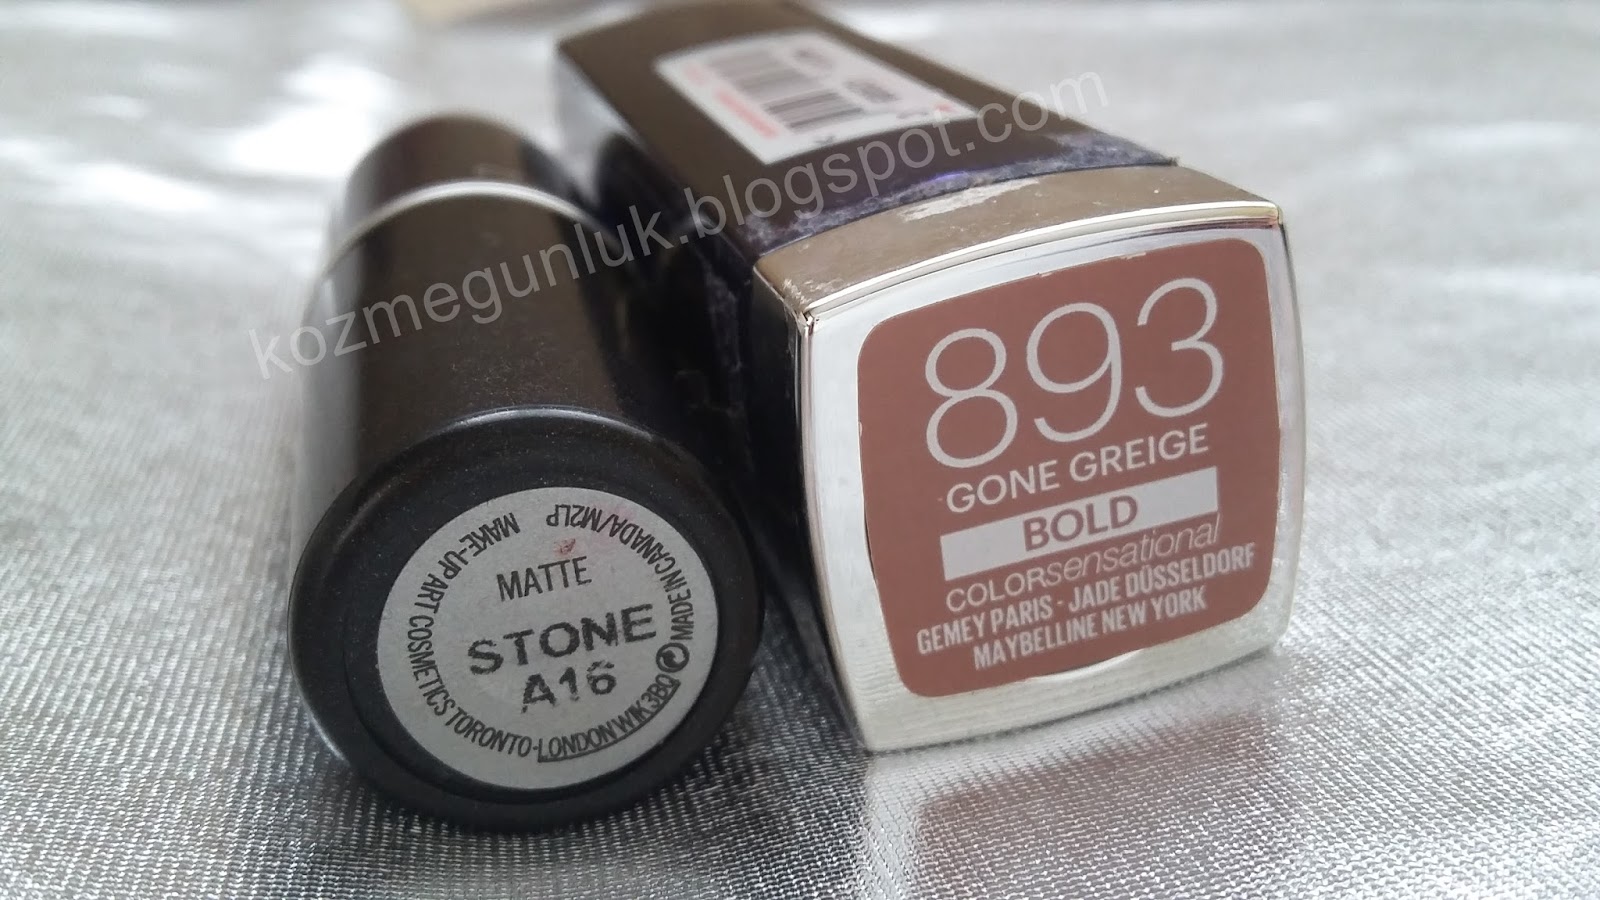 kozmegunluk.blogspot.com
MAKE-UP ART COSMETICS TORONTO-LONDON W1K 3BQ
MADE IN CANADA/M2LP
MATTE
STONE
A16
893
GONE GREIGE
BOLD
COLORsensational
GEMEY PARIS - JADE DÜSSELDORF
MAYBELLINE NEW YORK